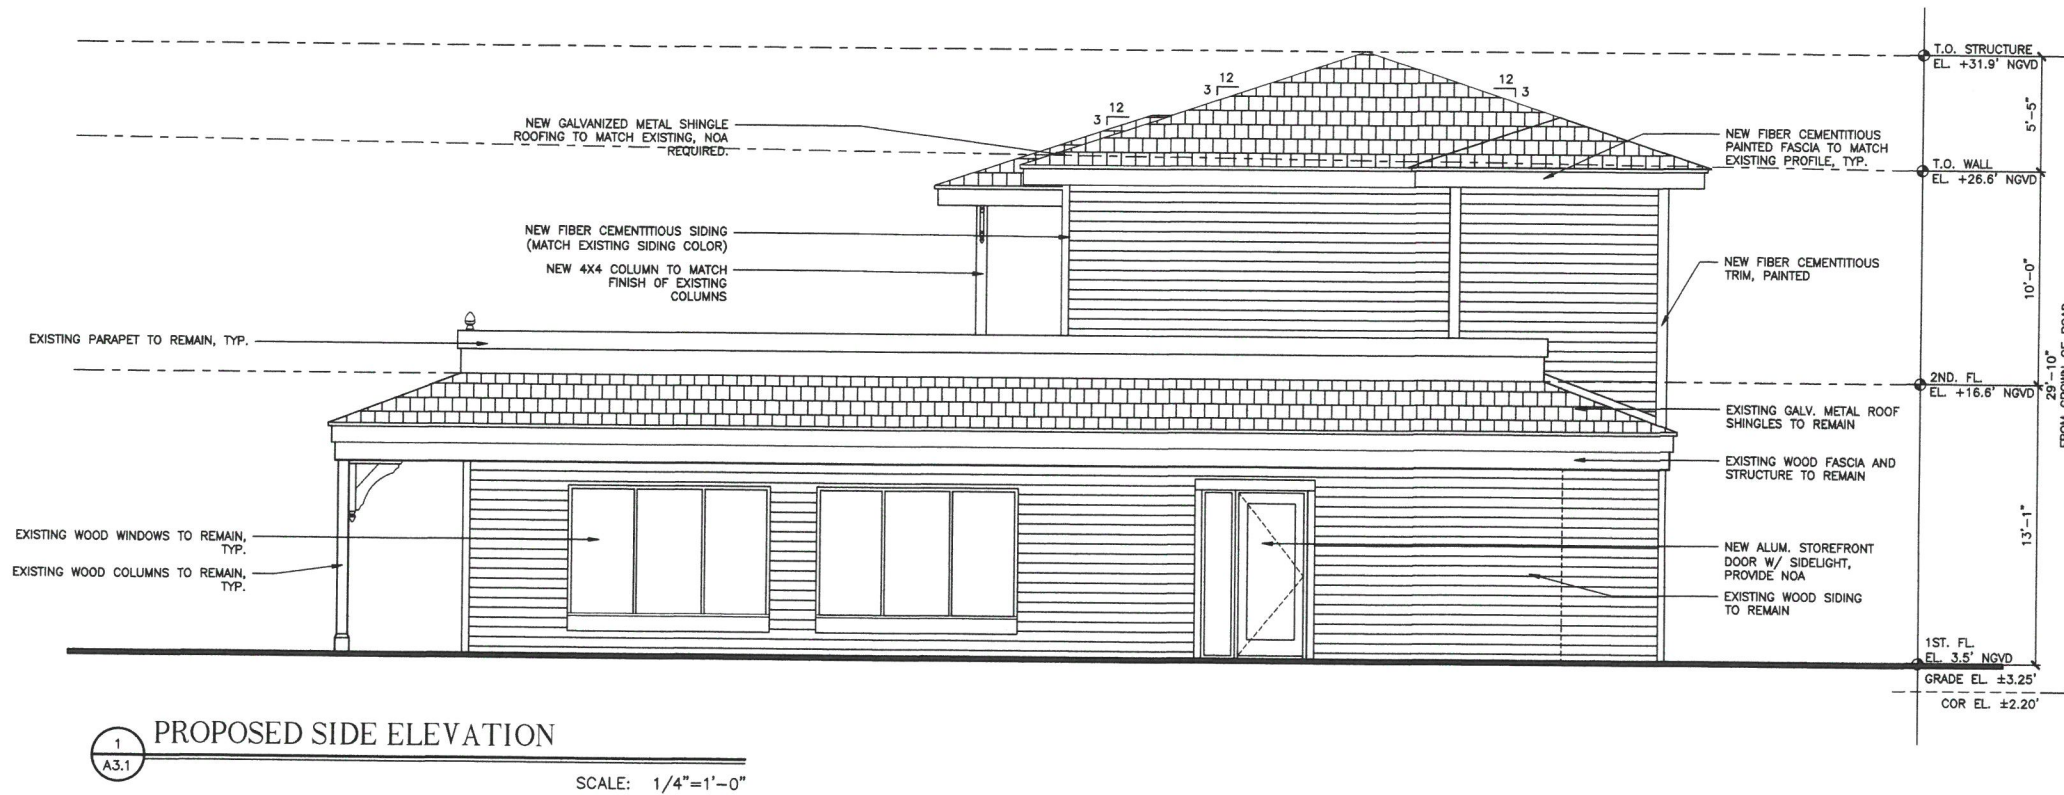 T.O. STRUCTURE
EL. +31.9' NGVD
5'-5"
12
3
12
3
12
3
NEW GALVANIZED METAL SHINGLE
ROOFING TO MATCH EXISTING, NOA
REQUIRED.
NEW FIBER CEMENTITIOUS
PAINTED FASCIA TO MATCH
EXISTING PROFILE, TYP.
T.O. WALL
EL. +26.6' NGVD
NEW FIBER CEMENTITIOUS SIDING
(MATCH EXISTING SIDING COLOR)
NEW 4X4 COLUMN TO MATCH
FINISH OF EXISTING
COLUMNS
NEW FIBER CEMENTITIOUS
TRIM, PAINTED
10'-0"
EXISTING PARAPET TO REMAIN, TYP.
2ND. FL.
EL. +16.6' NGVD
29'-10"
FROM CROWN OF ROAD
EXISTING GALV. METAL ROOF
SHINGLES TO REMAIN
EXISTING WOOD FASCIA AND
STRUCTURE TO REMAIN
EXISTING WOOD WINDOWS TO REMAIN,
TYP.
EXISTING WOOD COLUMNS TO REMAIN,
TYP.
NEW ALUM. STOREFRONT
DOOR W/ SIDELIGHT,
PROVIDE NOA
EXISTING WOOD SIDING
TO REMAIN
13'-1"
1ST. FL.
EL. 3.5' NGVD
GRADE EL. ±3.25'
COR EL. ±2.20'
1
A3.1
PROPOSED SIDE ELEVATION
SCALE: 1/4"=1'-0"